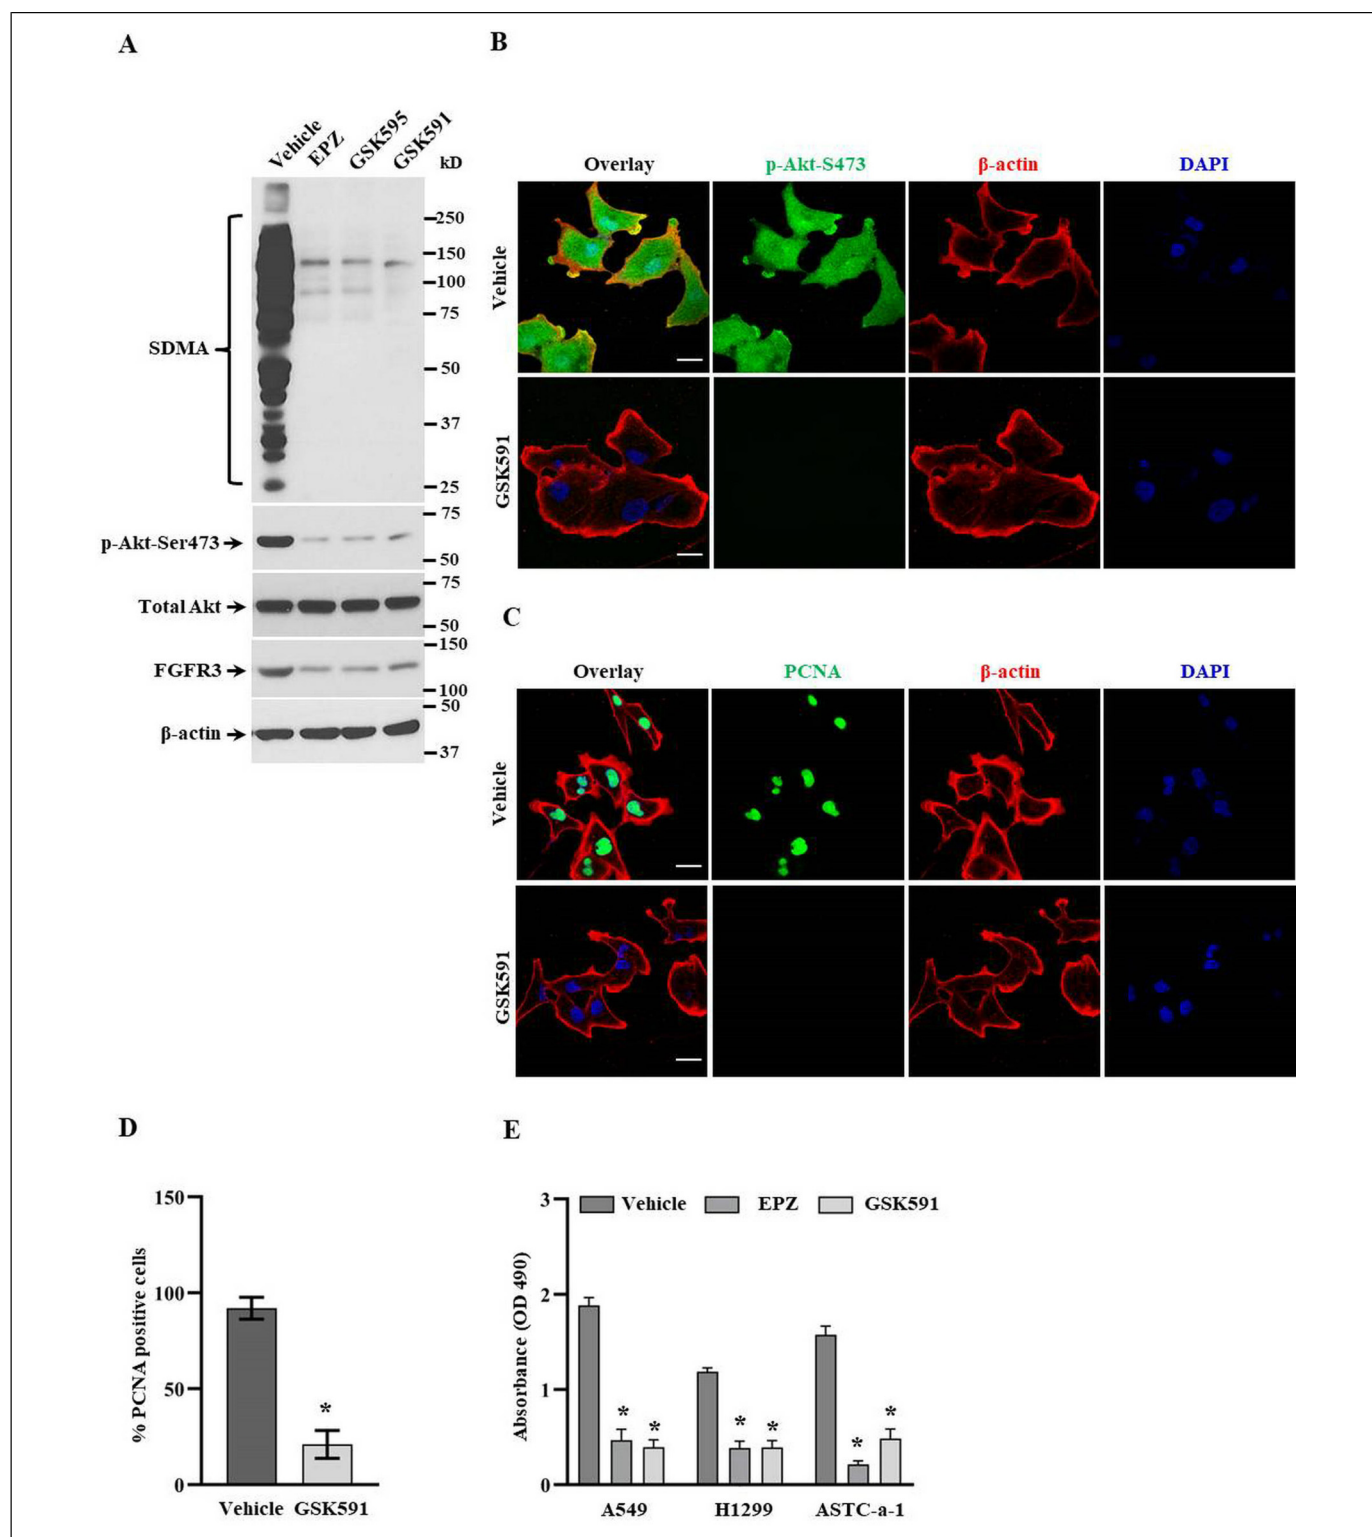 A
Vehicle
EPZ
GSK595
GSK591
kD
250
150
100
75
SDMA
50
37
25
75
p-Akt-Ser473
50
75
Total Akt
50
150
FGFR3
100
50
β-actin
37
B
Overlay p-Akt-S473 β-actin DAPI
Vehicle
GSK591
C
Overlay PCNA β-actin DAPI
Vehicle
GSK591
D
% PCNA positive cells
150
100
50
0
*
Vehicle GSK591
E
Absorbance (OD 490)
3
2
1
0
Vehicle EPZ GSK591
* * * * * *
A549 H1299 ASTC-a-1